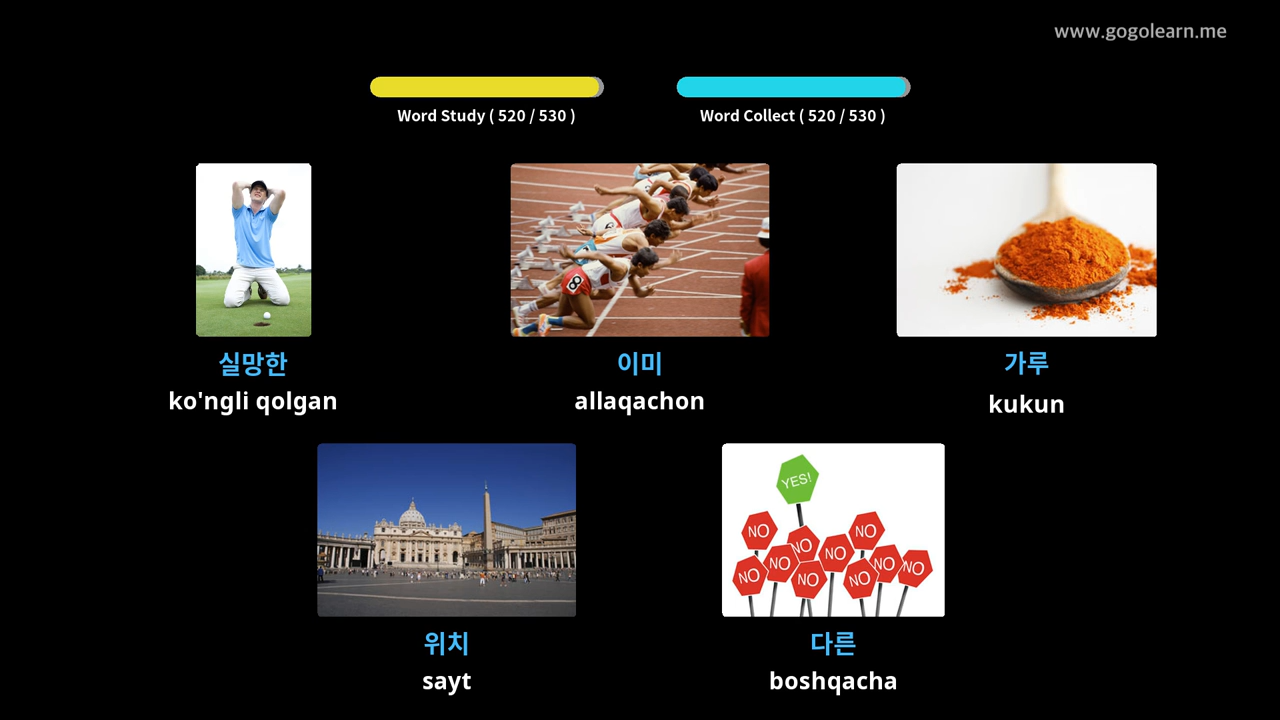 www.gogolearn.me
Word Study ( 520 / 530 )
Word Collect ( 520 / 530 )
8
실망한
이미
가루
ko'ngli qolgan
allaqachon
kukun
YES!
NO
NO
NO
NO
NO
NO
NO
NO
NO
NO
위치
다른
sayt
boshqacha